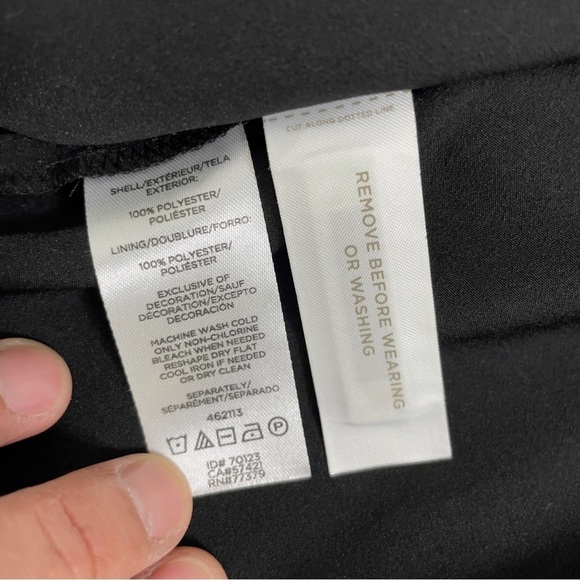 SHELL/EXTÉRIEUR/TELA
EXTERIOR:
100% POLYESTER/
POLIÉSTER
LINING/DOUBLURE/FORRO:
100% POLYESTER/
POLIÉSTER
EXCLUSIVE OF
DECORATION/SAUF
DÉCORATION/EXCEPTO
DECORACIÓN
MACHINE WASH COLD
ONLY NON-CHLORINE
BLEACH WHEN NEEDED
RESHAPE DRY FLAT
COOL IRON IF NEEDED
OR DRY CLEAN
SEPARATELY/
SÉPARÉMENT/SEPARADO
462113
ID# 70123
CA#57421
RN#77379
CUT ALONG DOTTED LINE
REMOVE BEFORE WEARING
OR WASHING